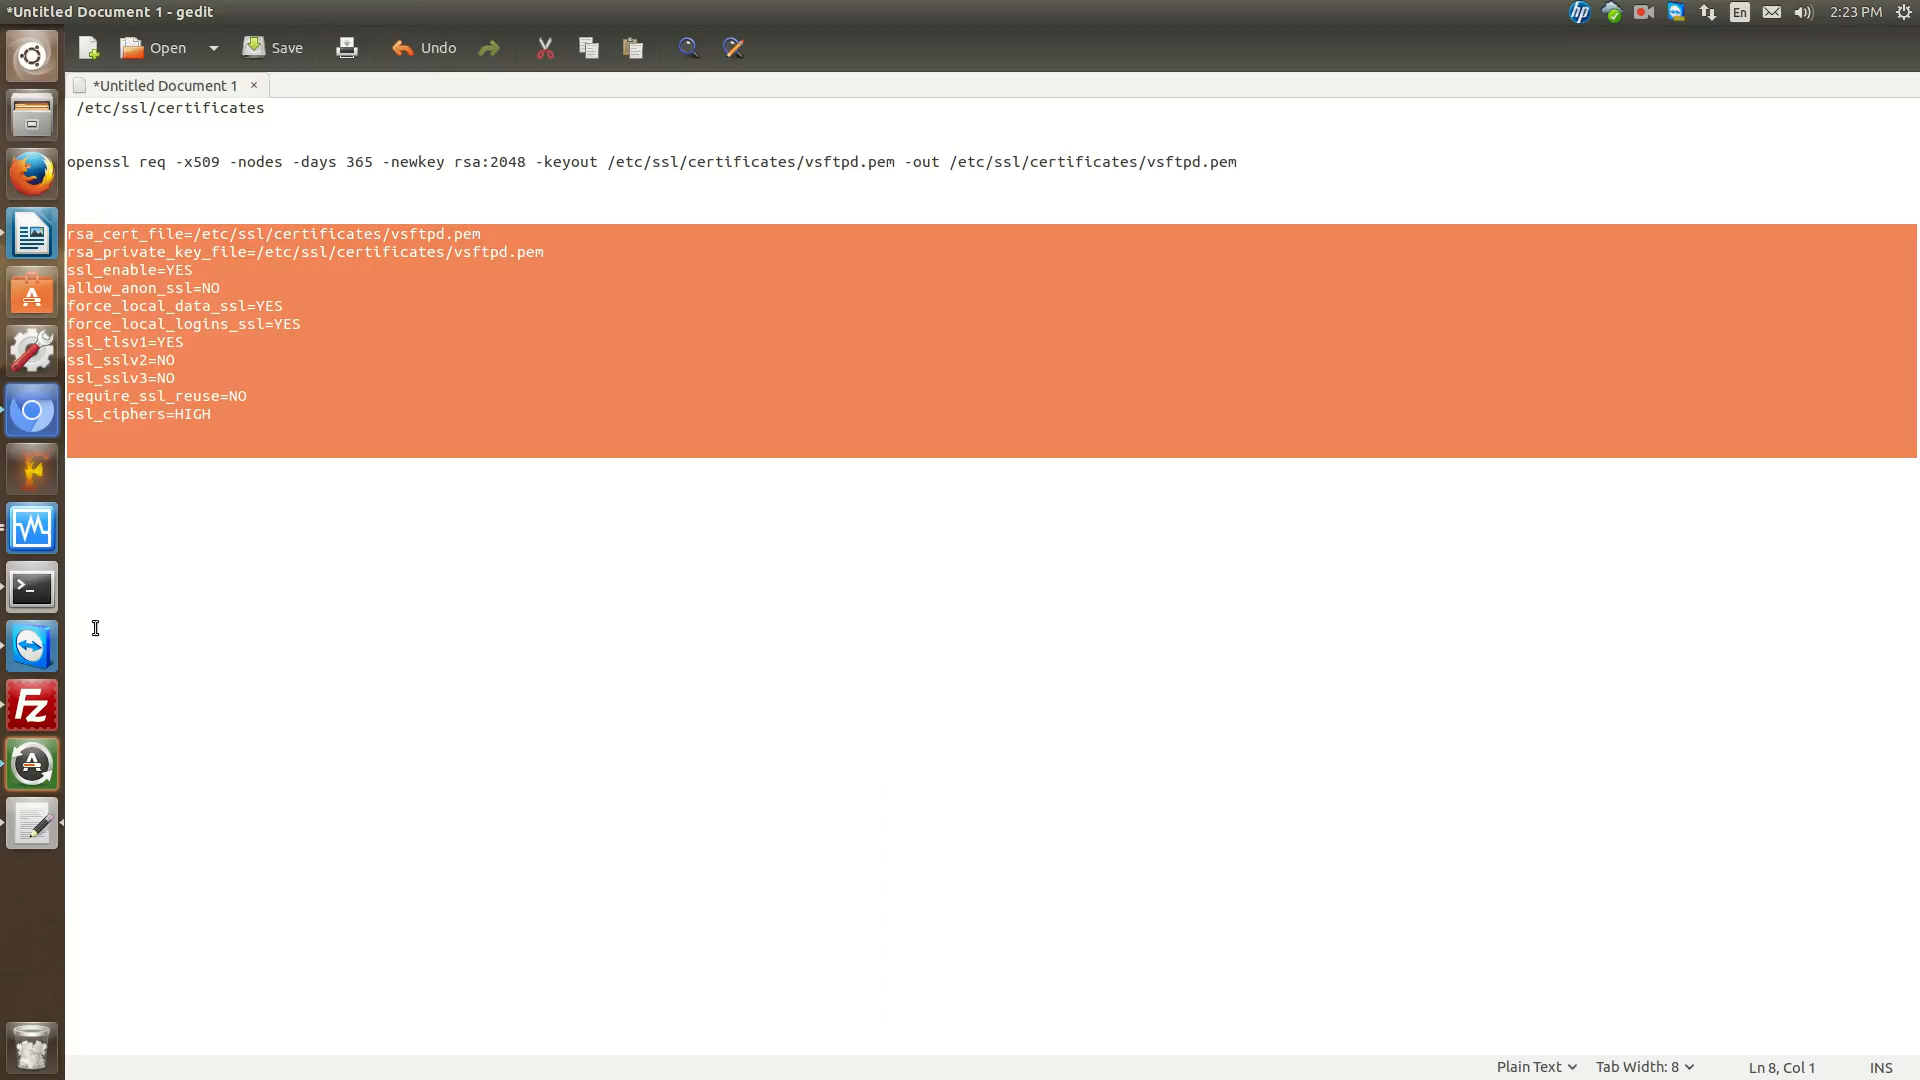 *Untitled Document 1 - gedit
hp
En
2:23 PM
Open
Save
Undo
*Untitled Document 1 ×
/etc/ssl/certificates
openssl req -x509 -nodes -days 365 -newkey rsa:2048 -keyout /etc/ssl/certificates/vsftpd.pem -out /etc/ssl/certificates/vsftpd.pem
rsa_cert_file=/etc/ssl/certificates/vsftpd.pem
rsa_private_key_file=/etc/ssl/certificates/vsftpd.pem
ssl_enable=YES
allow_anon_ssl=NO
force_local_data_ssl=YES
force_local_logins_ssl=YES
ssl_tlsv1=YES
ssl_sslv2=NO
ssl_sslv3=NO
require_ssl_reuse=NO
ssl_ciphers=HIGH
>_
Fz
A
Plain Text
Tab Width: 8
Ln 8, Col 1
INS